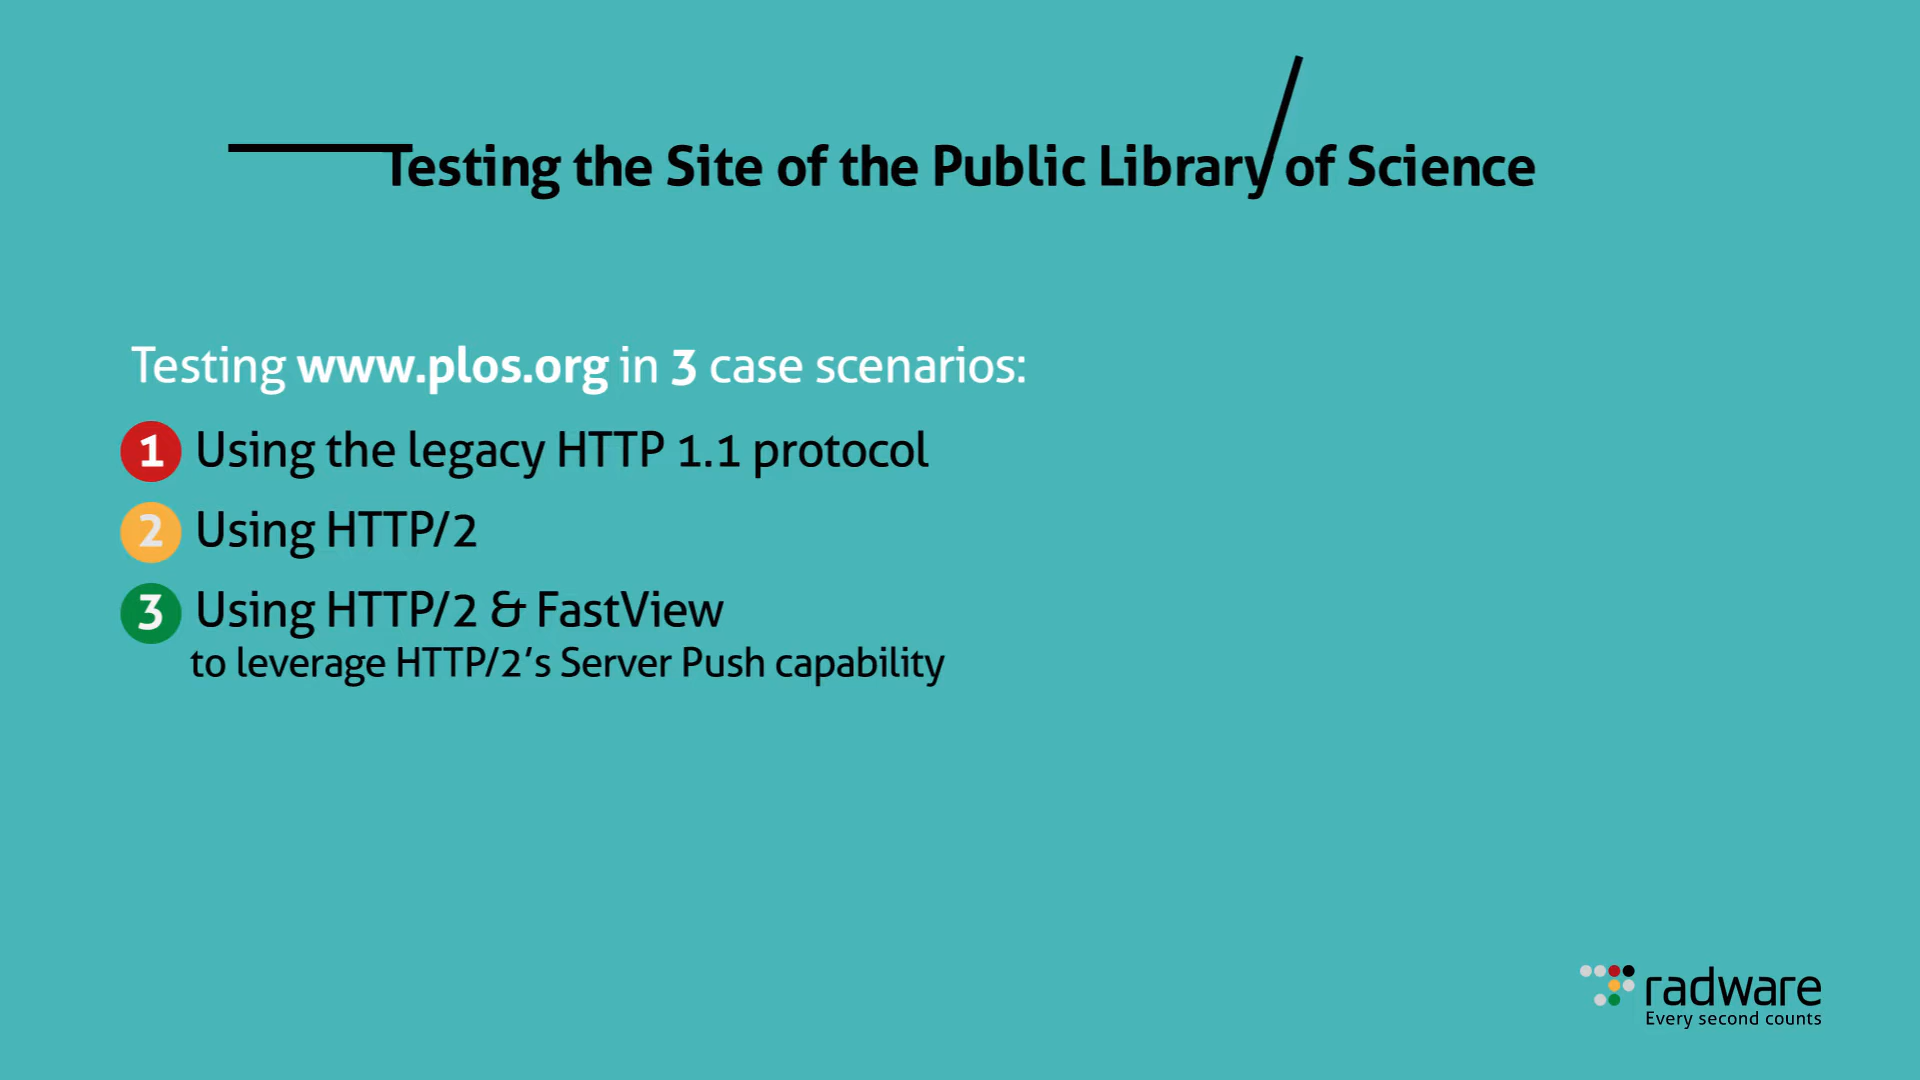 Testing the Site of the Public Library of Science
Testing www.plos.org in 3 case scenarios:
1 Using the legacy HTTP 1.1 protocol
2 Using HTTP/2
3 Using HTTP/2 & FastView
to leverage HTTP/2's Server Push capability
radware
Every second counts